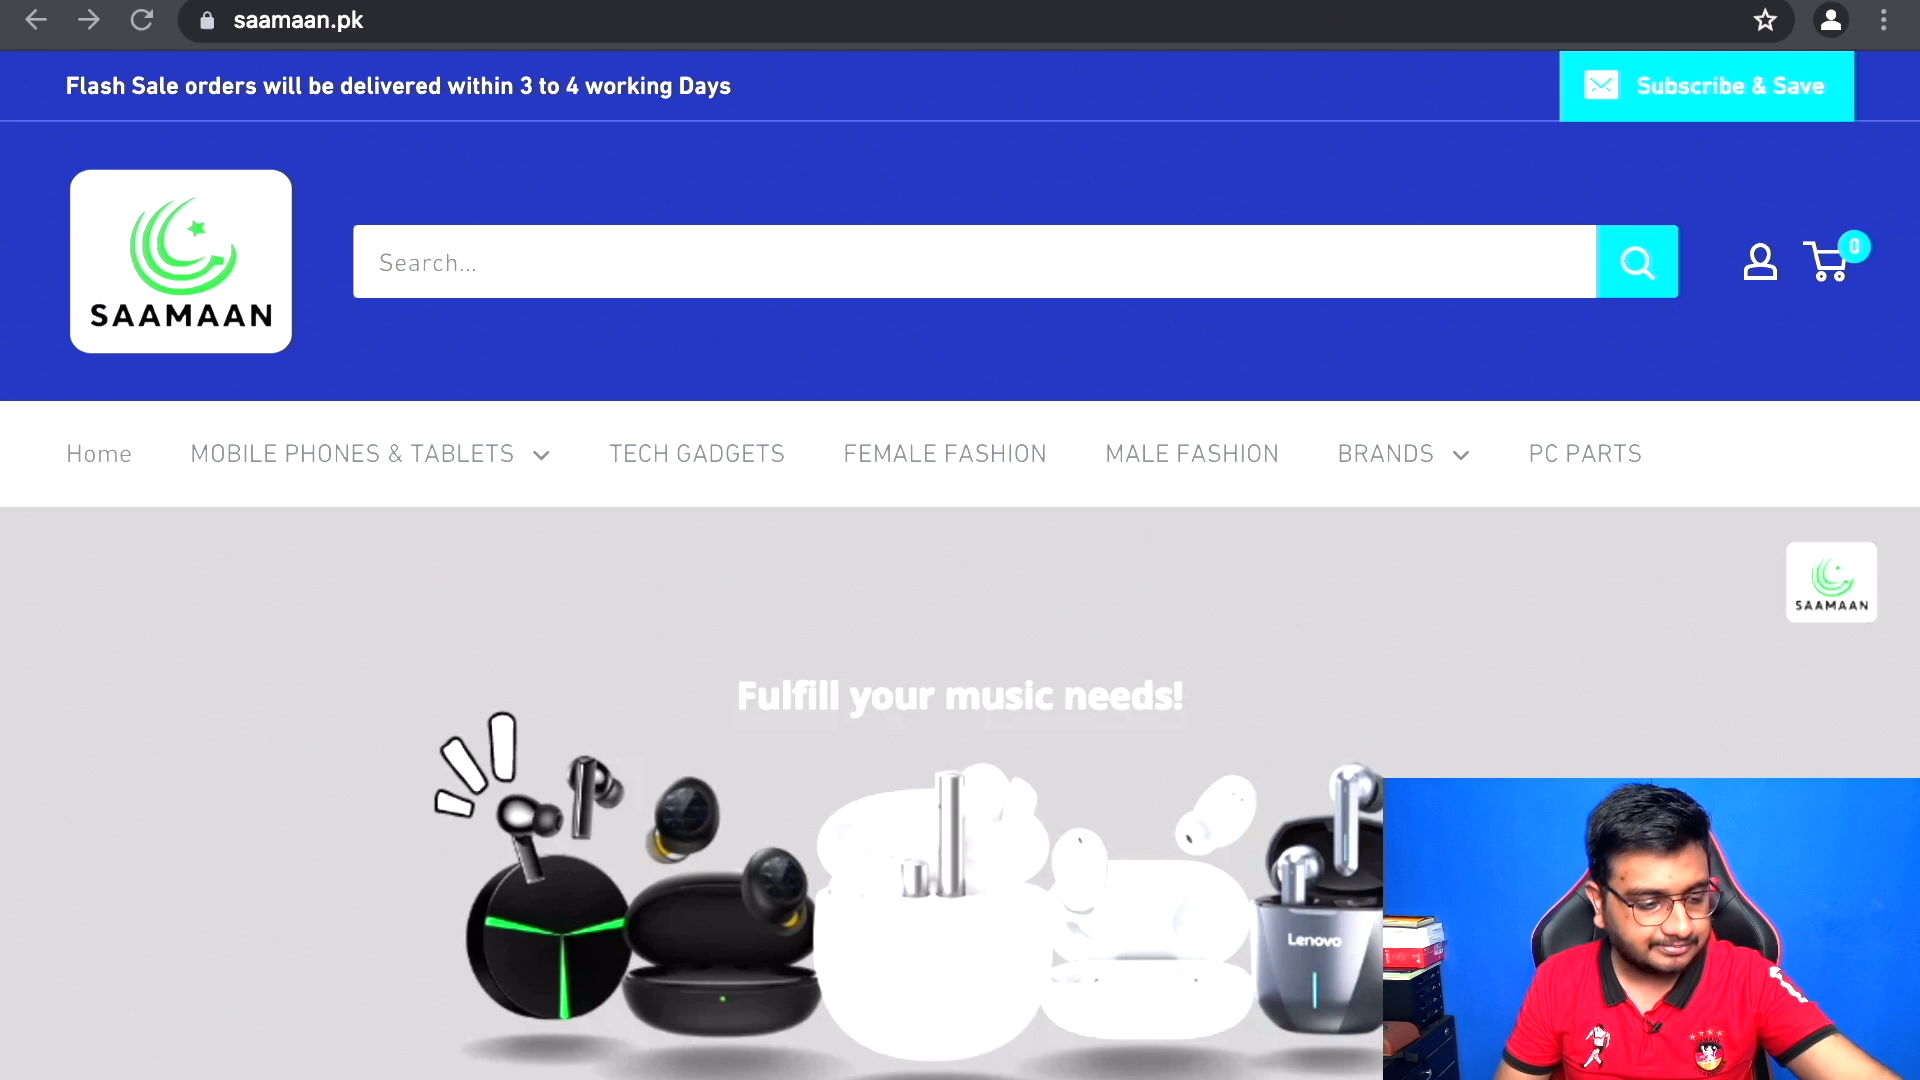 saamaan.pk
Flash Sale orders will be delivered within 3 to 4 working Days
Subscribe & Save
SAAMAAN
Search...
0
Home
MOBILE PHONES & TABLETS
TECH GADGETS
FEMALE FASHION
MALE FASHION
BRANDS
PC PARTS
SAAMAAN
Fulfill your music needs!
Lenovo